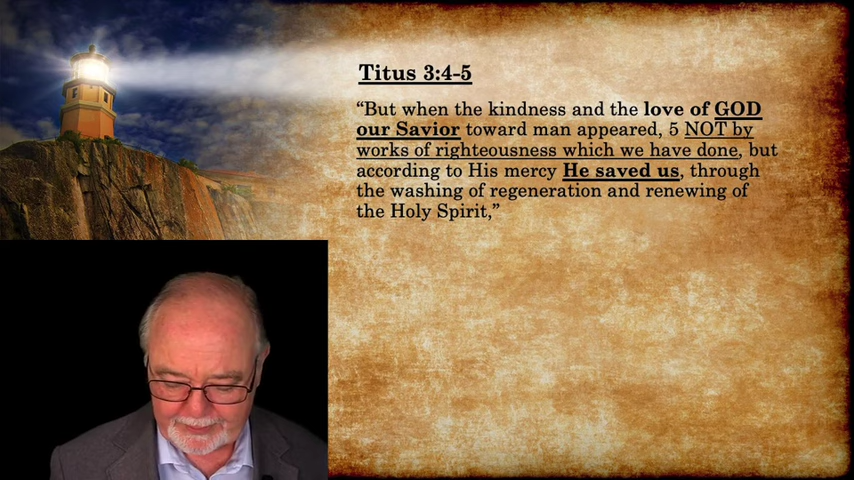 Titus 3:4-5
“But when the kindness and the love of GOD
our Savior toward man appeared, 5 NOT by
works of righteousness which we have done, but
according to His mercy He saved us, through
the washing of regeneration and renewing of
the Holy Spirit,”